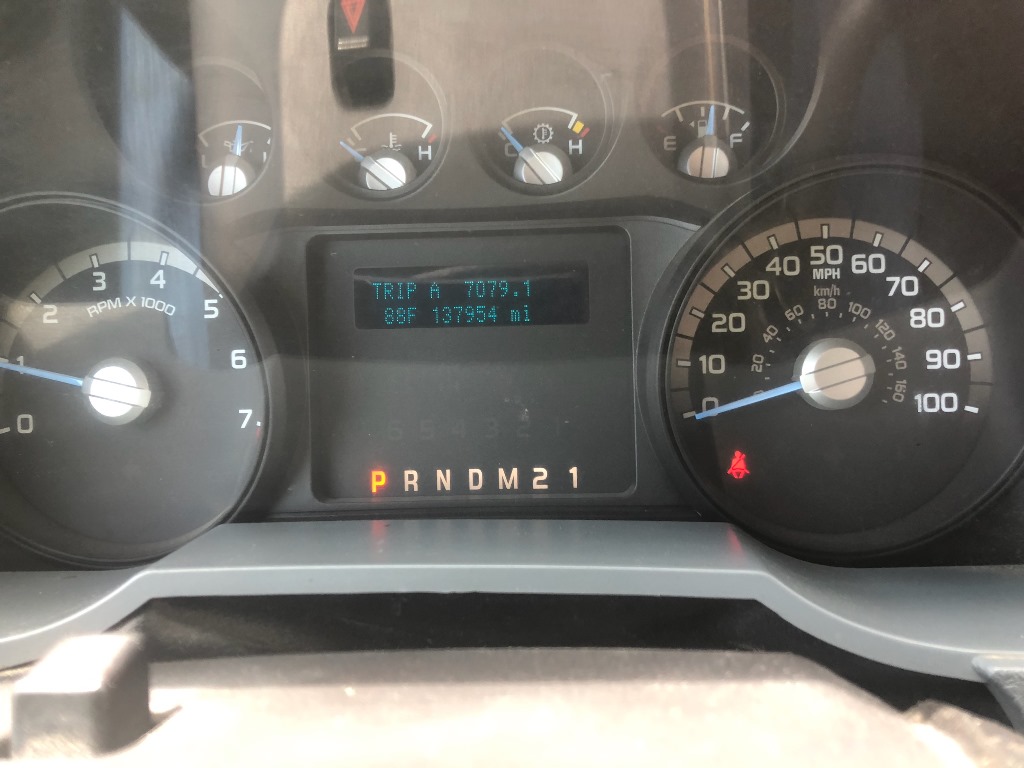 H
C H
E F
TRIP A 7079.1
88F 137954 mi
0 1 2 3 4 5 6 7
RPM X 1000
0 10 20 30 40 50 60 70 80 90 100
MPH
km/h
20 40 60 80 100 120 140 160
P R N D M 2 1